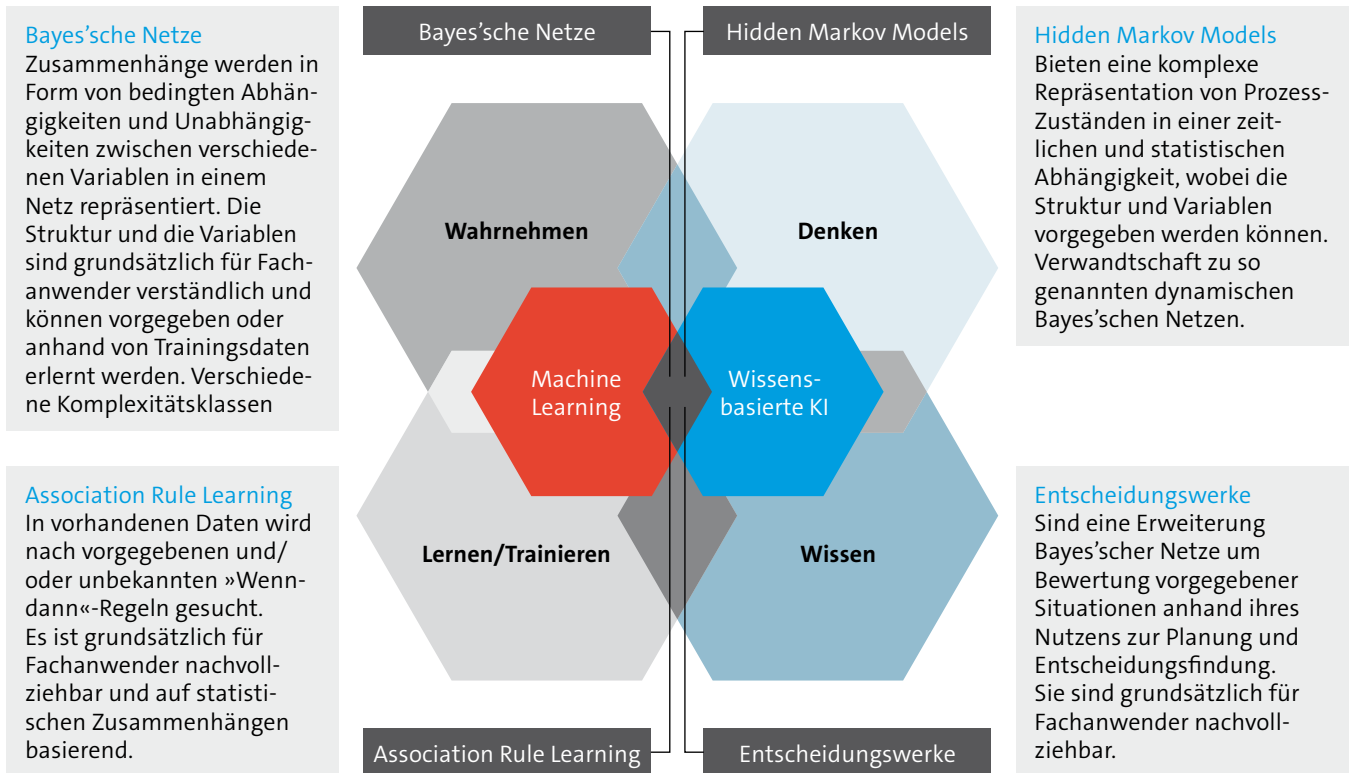 Bayes’sche Netze
Zusammenhänge werden in
Form von bedingten Abhän-
gigkeiten und Unabhängig-
keiten zwischen verschiede-
nen Variablen in einem
Netz repräsentiert. Die
Struktur und die Variablen
sind grundsätzlich für Fach-
anwender verständlich und
können vorgegeben oder
anhand von Trainingsdaten
erlernt werden. Verschiede-
ne Komplexitätsklassen
Association Rule Learning
In vorhandenen Daten wird
nach vorgegebenen und/
oder unbekannten »Wenn-
dann«-Regeln gesucht.
Es ist grundsätzlich für
Fachanwender nachvoll-
ziehbar und auf statisti-
schen Zusammenhängen
basierend.
Bayes’sche Netze
Hidden Markov Models
Wahrnehmen
Denken
Machine
Learning
Wissens-
basierte KI
Lernen/Trainieren
Wissen
Association Rule Learning
Entscheidungswerke
Hidden Markov Models
Bieten eine komplexe
Repräsentation von Prozess-
Zuständen in einer zeit-
lichen und statistischen
Abhängigkeit, wobei die
Struktur und Variablen
vorgegeben werden können.
Verwandtschaft zu so
genannten dynamischen
Bayes’schen Netzen.
Entscheidungswerke
Sind eine Erweiterung
Bayes’scher Netze um
Bewertung vorgegebener
Situationen anhand ihres
Nutzens zur Planung und
Entscheidungsfindung.
Sie sind grundsätzlich für
Fachanwender nachvoll-
ziehbar.